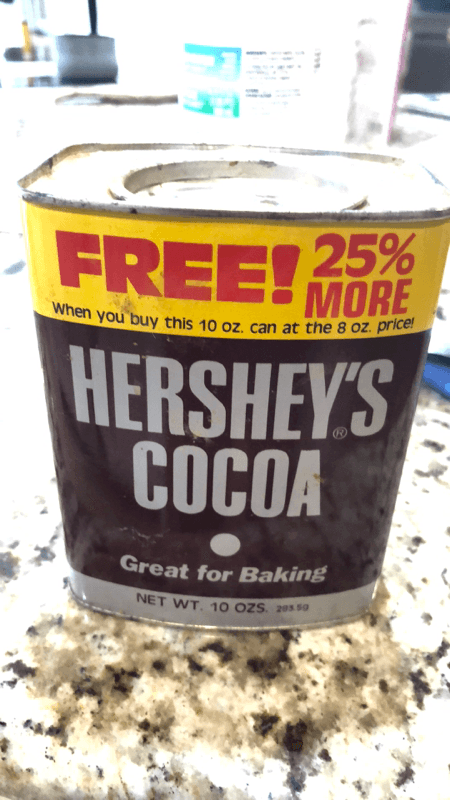 FREE! 25%
MORE
When you buy this 10 oz. can at the 8 oz. price!
HERSHEY'S®
COCOA
Great for Baking
NET WT. 10 OZS.